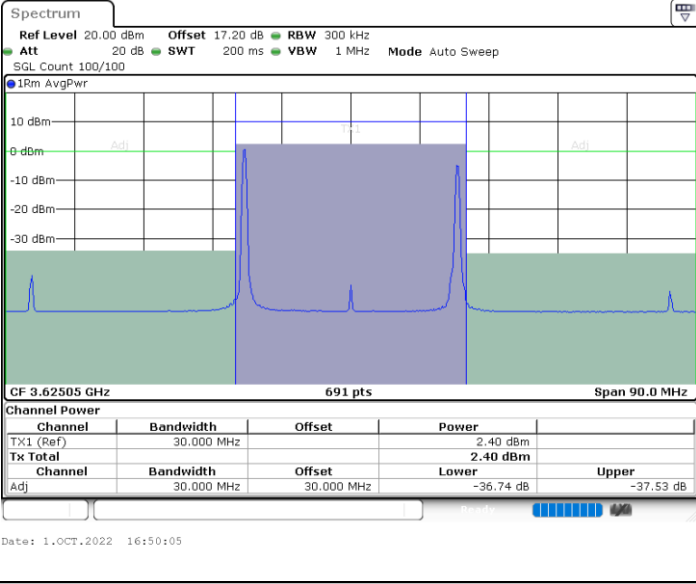 Spectrum
Ref Level 20.00 dBm Offset 17.20 dB RBW 300 kHz
Att 20 dB SWT 200 ms VBW 1 MHz Mode Auto Sweep
SGL Count 100/100
1Rm AvgPwr
10 dBm
TX1
Adj
Adj
0 dBm
-10 dBm
-20 dBm
-30 dBm
CF 3.62505 GHz 691 pts Span 90.0 MHz
Channel Power
Channel Bandwidth Offset Power
TX1 (Ref) 30.000 MHz 2.40 dBm
Tx Total 2.40 dBm
Channel Bandwidth Offset Lower Upper
Adj 30.000 MHz 30.000 MHz -36.74 dB -37.53 dB
Ready
Date: 1.OCT.2022 16:50:05